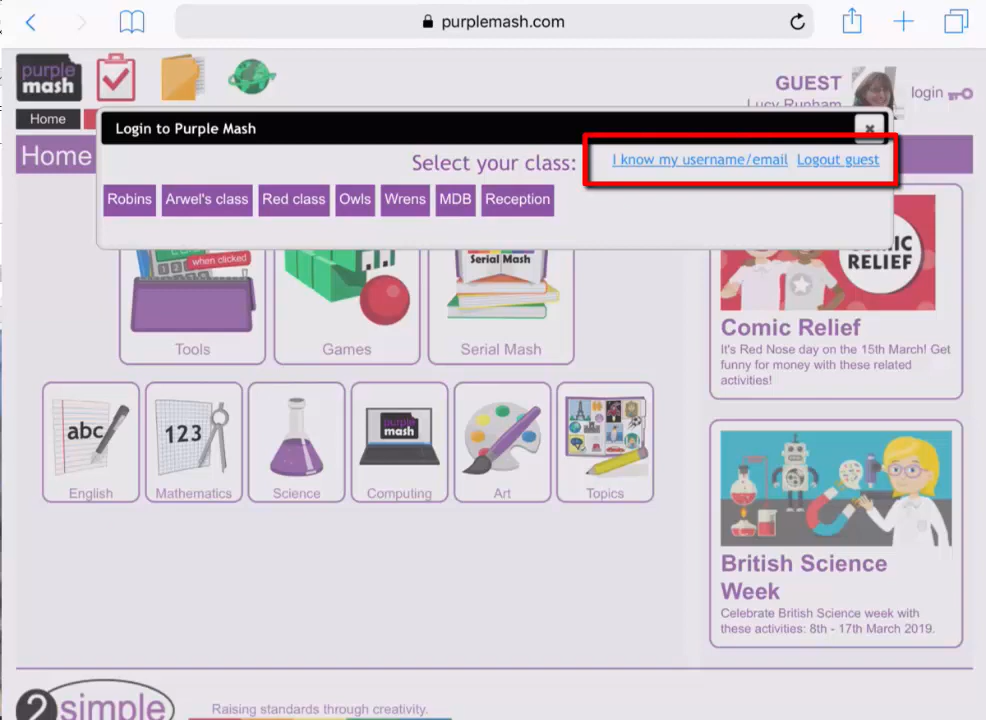 purplemash.com
purple
mash
GUEST
login
Home
Login to Purple Mash
Home
Select your class:
I know my username/email Logout guest
Robins Arwel's class Red class Owls Wrens MDB Reception
when clicked
Serial Mash
RELIEF
Tools Games Serial Mash
Comic Relief
It's Red Nose day on the 15th March! Get
funny for money with these related
activities!
abc
123
purple
mash
English Mathematics Science Computing Art Topics
British Science
Week
Celebrate British Science week with
these activities: 8th - 17th March 2019.
2simple
Raising standards through creativity.